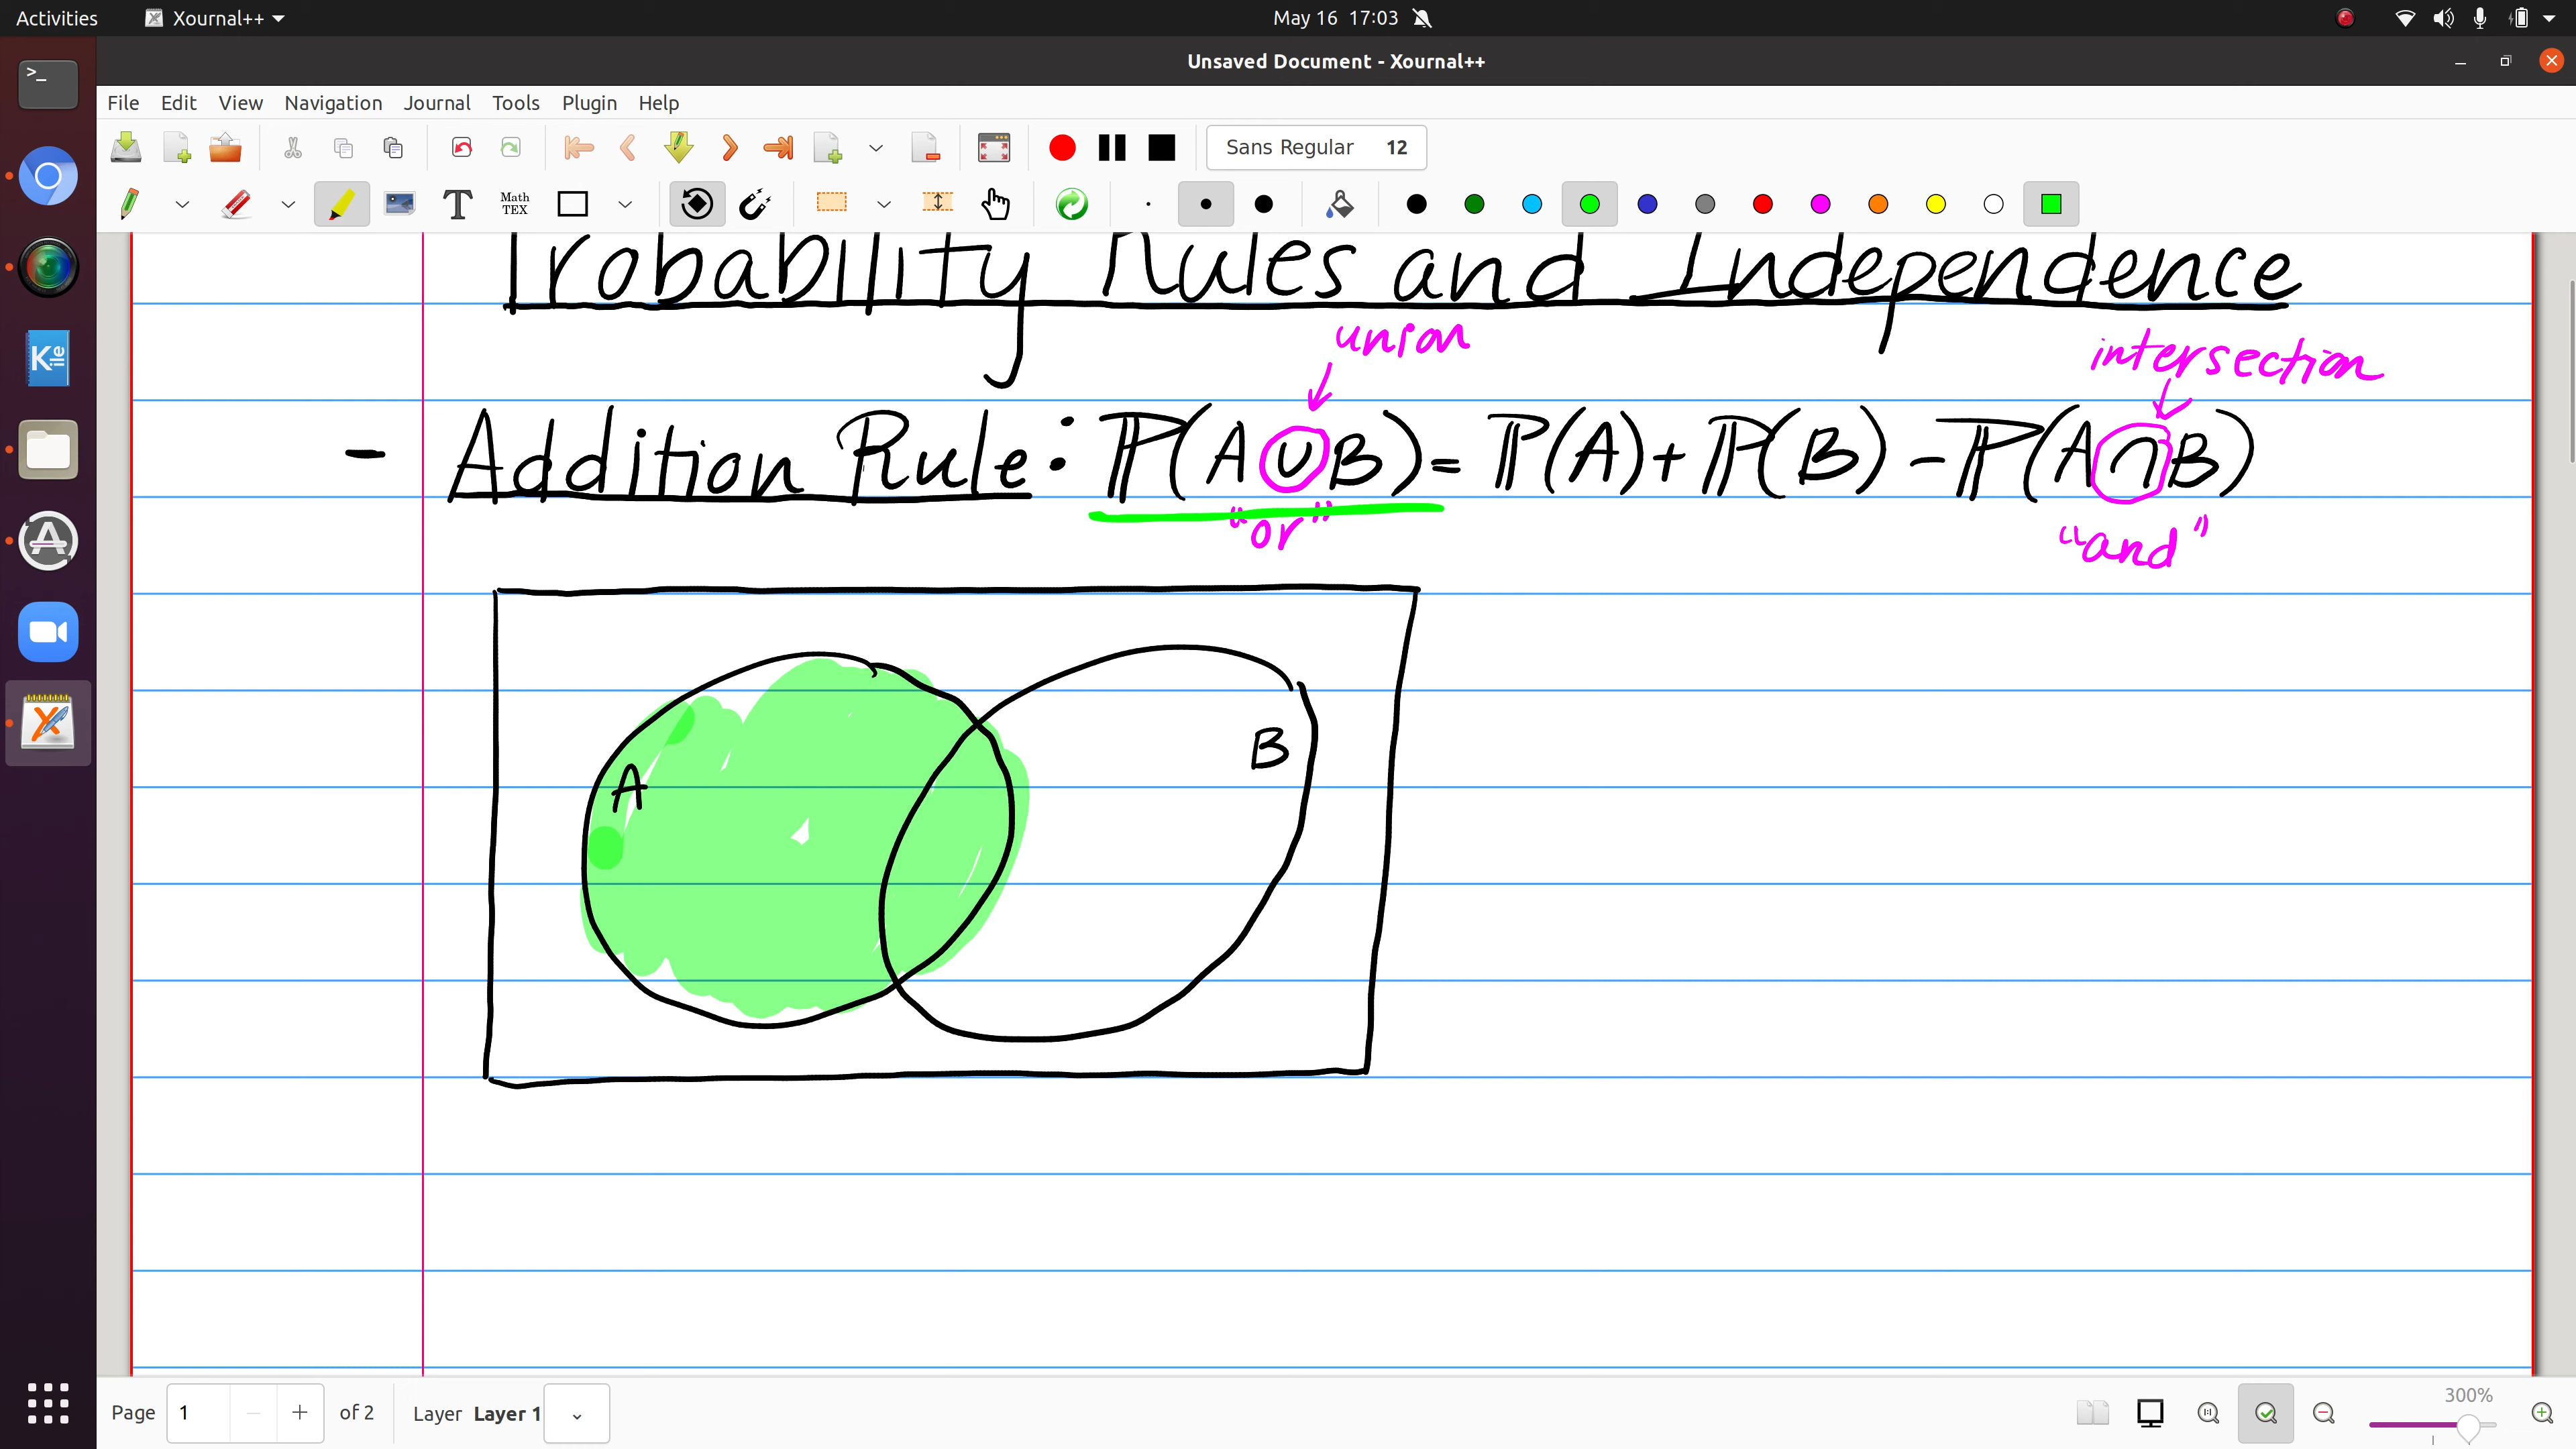 Activities Xournal++ May 16 17:03
Unsaved Document - Xournal++
File Edit View Navigation Journal Tools Plugin Help
Sans Regular 12
Math
TEX
Probability Rules and Independence
union
intersection
- Addition Rule: ℙ(A ∪ B) = ℙ(A) + ℙ(B) - ℙ(A ∩ B)
"or"
"and"
B
A
Page 1 of 2 Layer Layer 1
300%